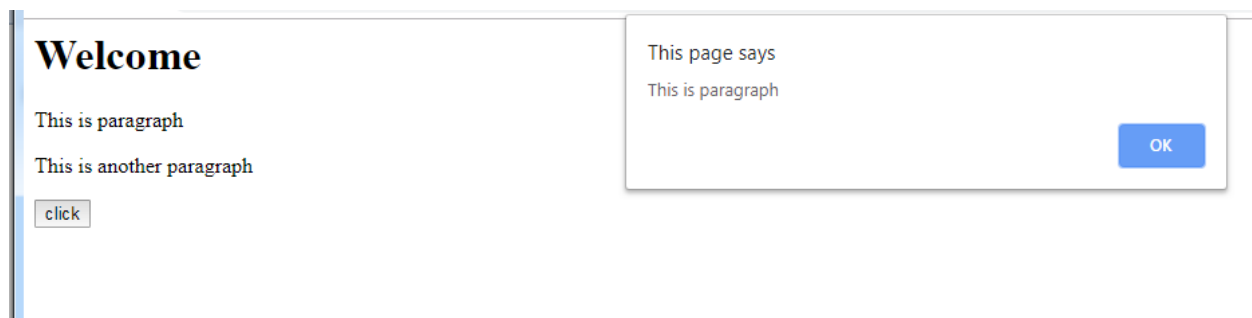 Welcome
This is paragraph
This is another paragraph
click
This page says
This is paragraph
OK